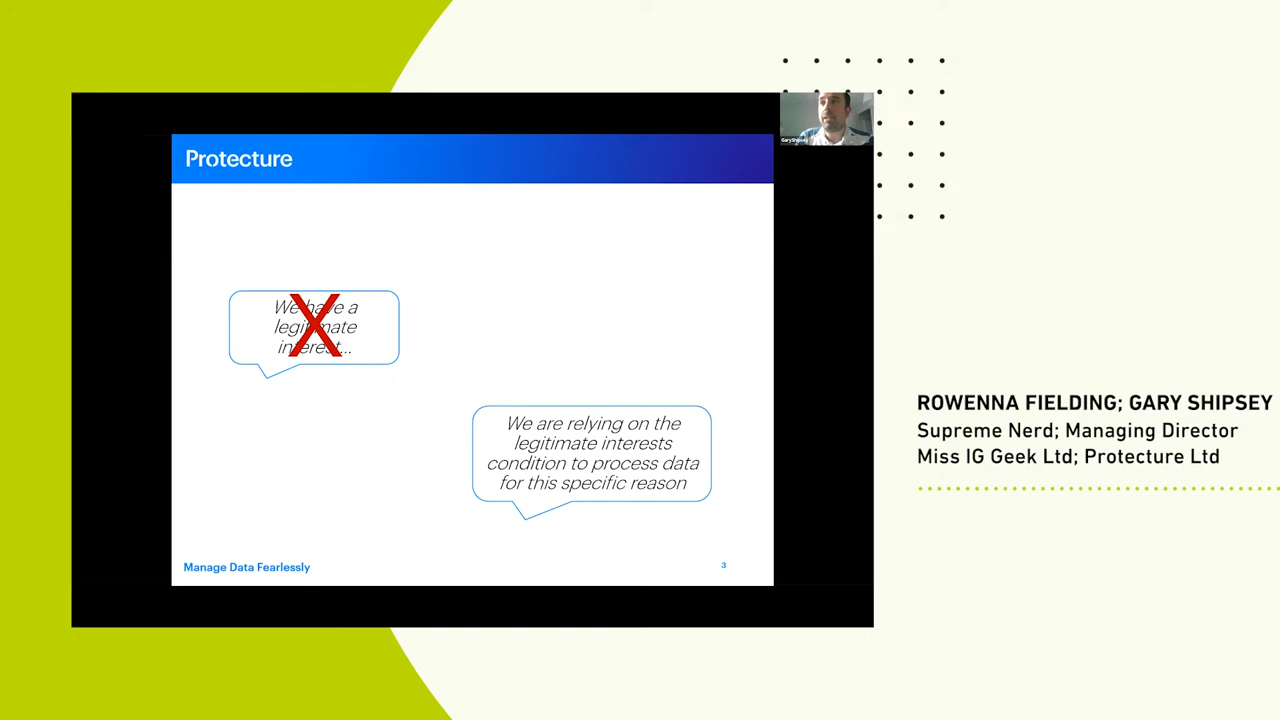 GaryShipsey
Protecture
We have a
legitimate
interest...
X
We are relying on the
legitimate interests
condition to process data
for this specific reason
Manage Data Fearlessly
3
ROWENNA FIELDING; GARY SHIPSEY
Supreme Nerd; Managing Director
Miss IG Geek Ltd; Protecture Ltd